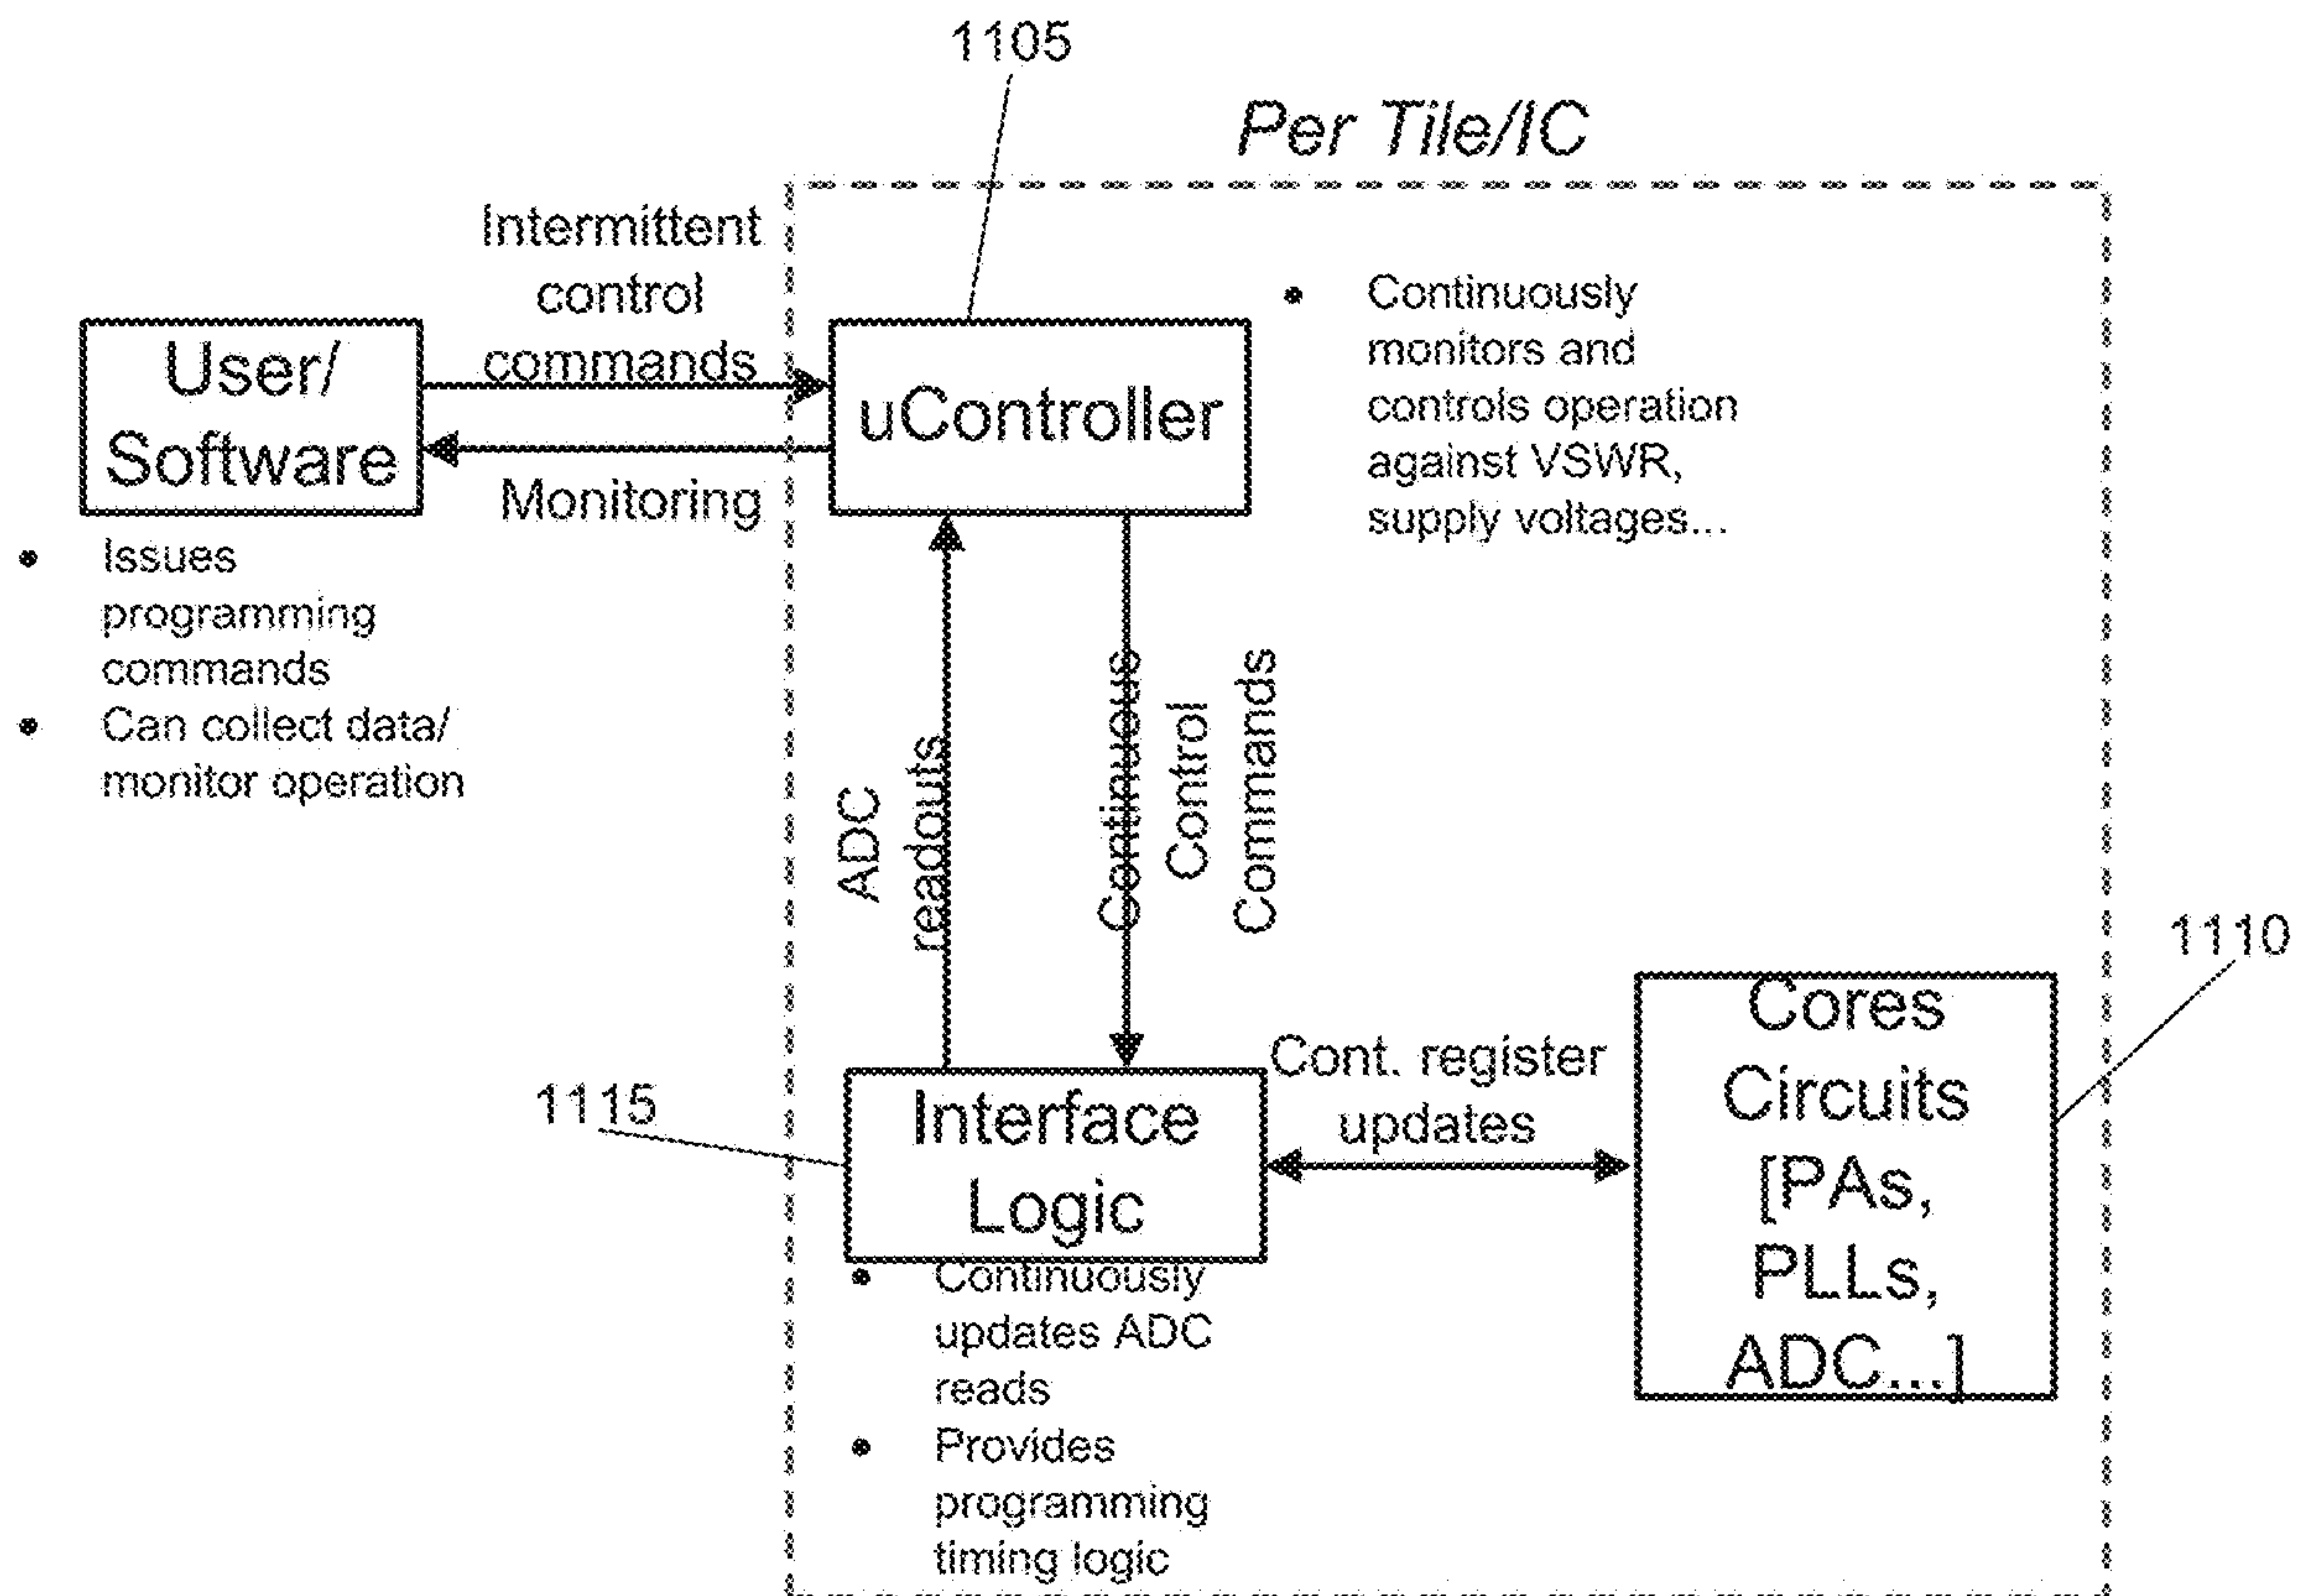 1105
Per Tile/IC
Intermittent
control
commands
User/
Software
Monitoring
uController
• Continuously
monitors and
controls operation
against VSWR,
supply voltages...
• Issues
programming
commands
• Can collect data/
monitor operation
ADC
readouts
Continuous
Control
Commands
1110
1115
Interface
Logic
Cont. register
updates
Cores
Circuits
[PAs,
PLLs,
ADC...]
• Continuously
updates ADC
reads
• Provides
programming
timing logic